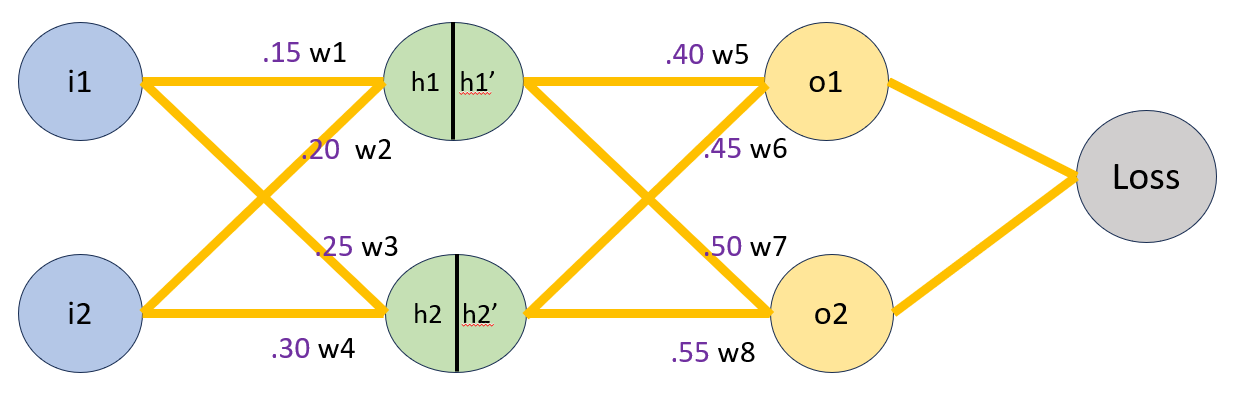 .15 w1
.40 w5
i1
h1 h1’
o1
.20 w2
.45 w6
Loss
.25 w3
.50 w7
i2
h2 h2’
o2
.30 w4
.55 w8